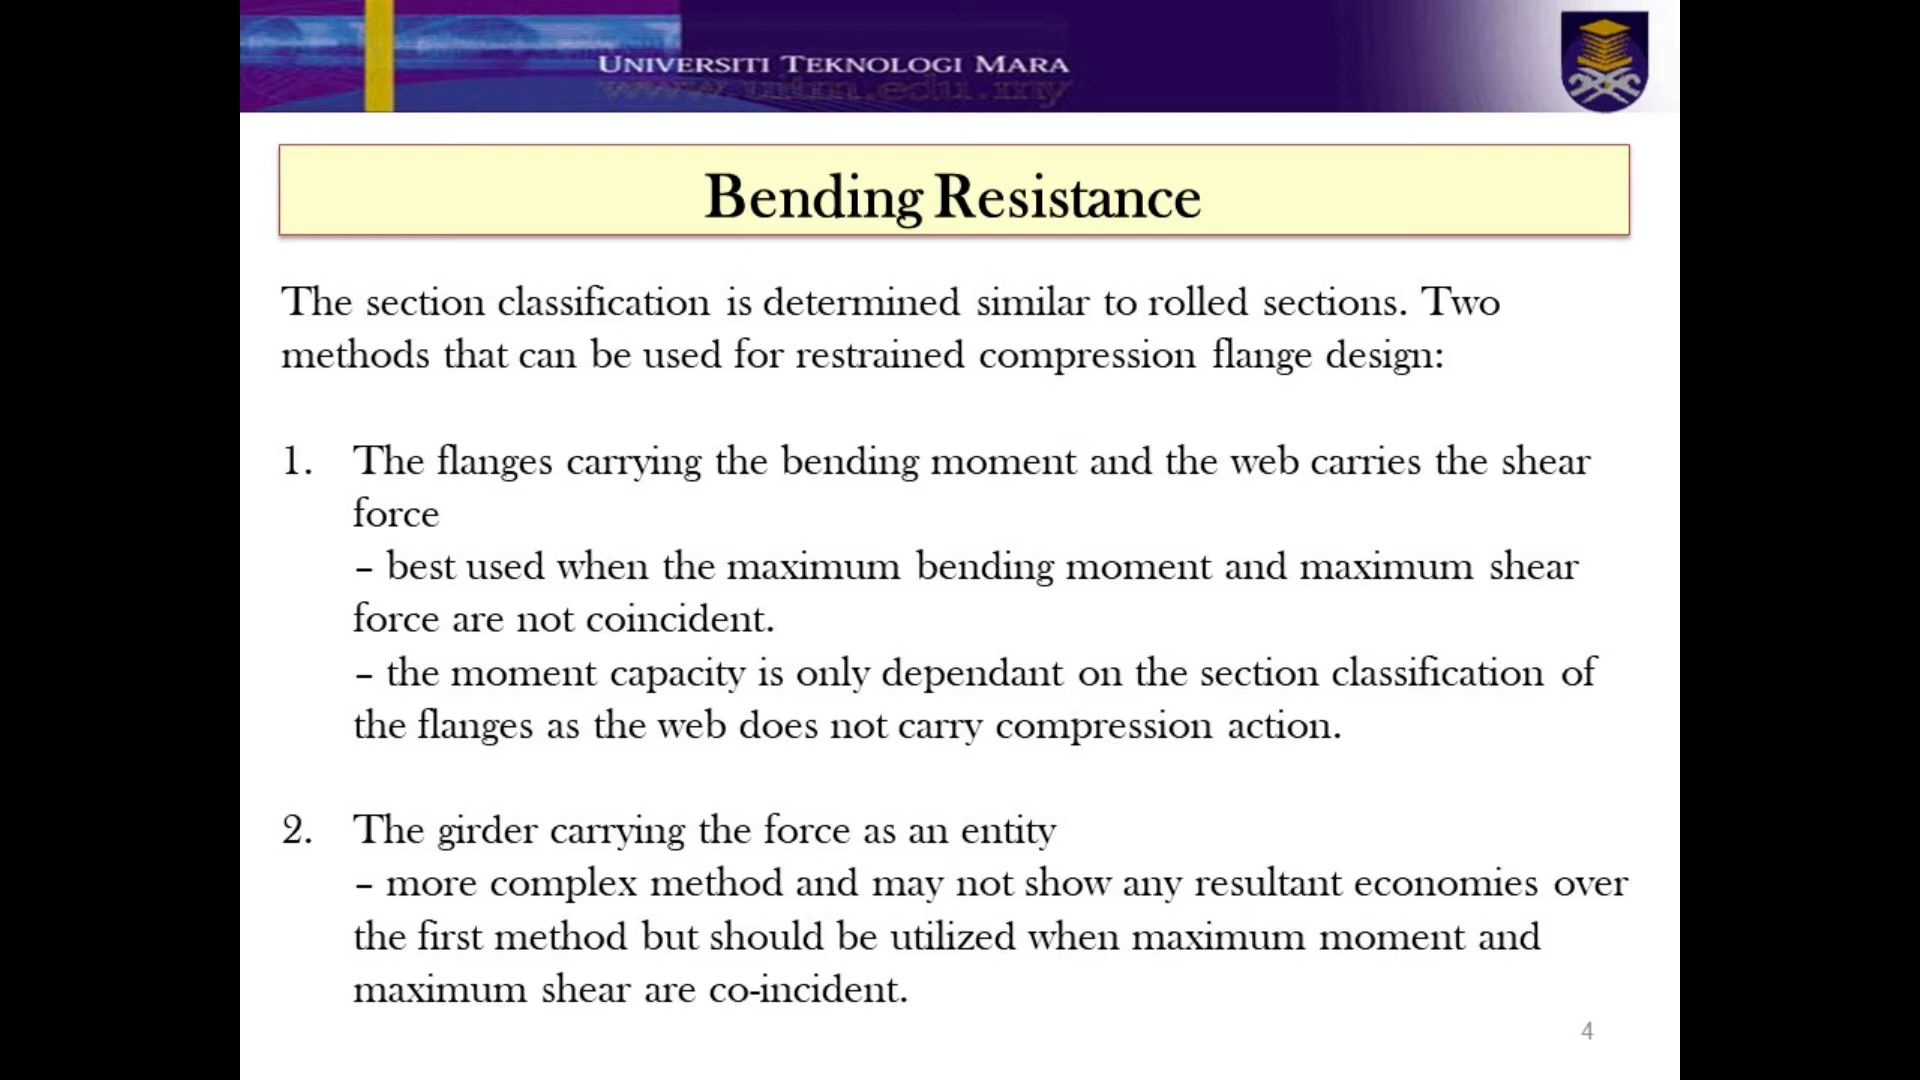 UNIVERSITI TEKNOLOGI MARA
www.uitm.edu.my
Bending Resistance
The section classification is determined similar to rolled sections. Two
methods that can be used for restrained compression flange design:
1. The flanges carrying the bending moment and the web carries the shear
force
– best used when the maximum bending moment and maximum shear
force are not coincident.
– the moment capacity is only dependant on the section classification of
the flanges as the web does not carry compression action.
2. The girder carrying the force as an entity
– more complex method and may not show any resultant economies over
the first method but should be utilized when maximum moment and
maximum shear are co-incident.
4